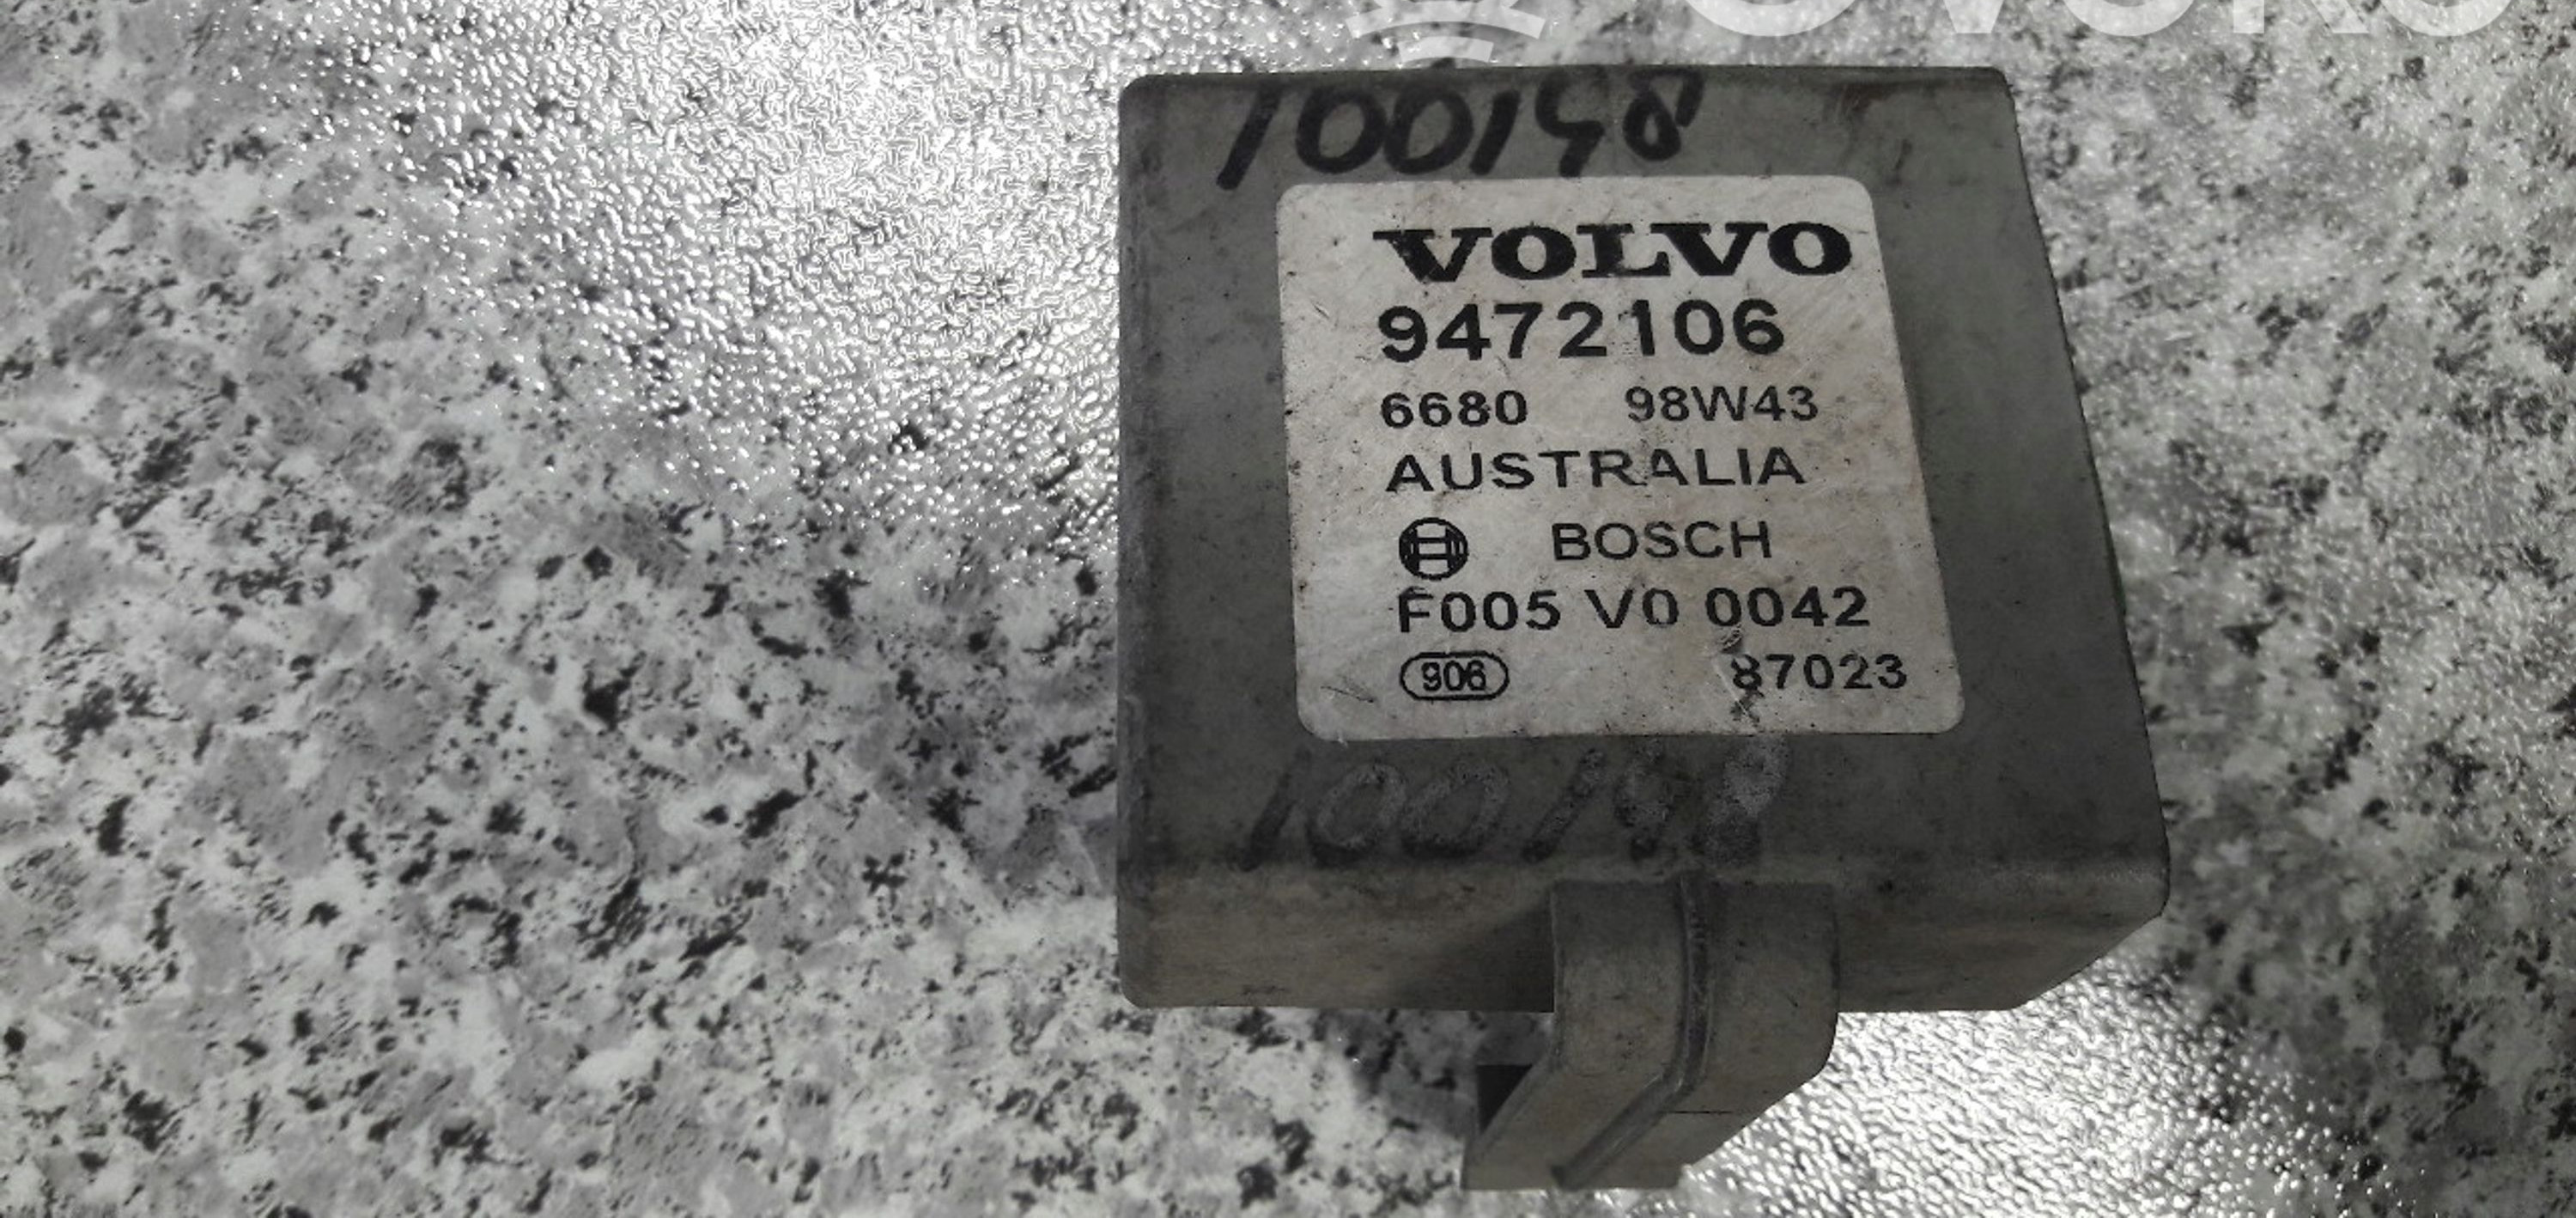 100198
VOLVO
9472106
6680 98W43
AUSTRALIA
BOSCH
F005 V0 0042
906 87023
100198